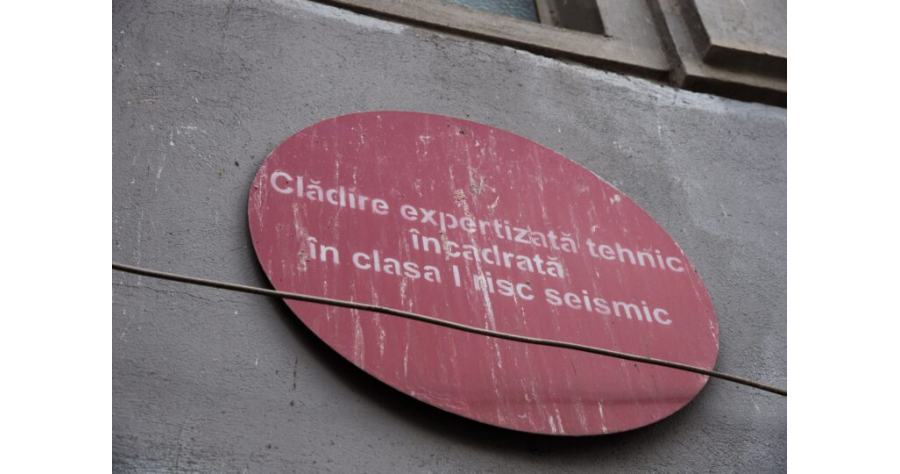 Clădire expertizată tehnic
încadrată
în clasa I risc seismic